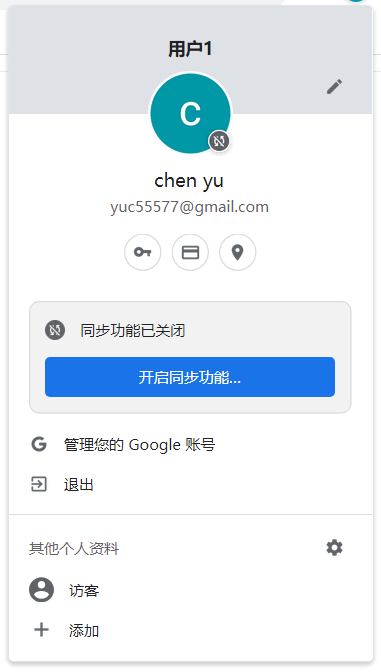 用户1
C
chen yu
yuc55577@gmail.com
同步功能已关闭
开启同步功能...
G 管理您的 Google 账号
退出
其他个人资料
访客
添加